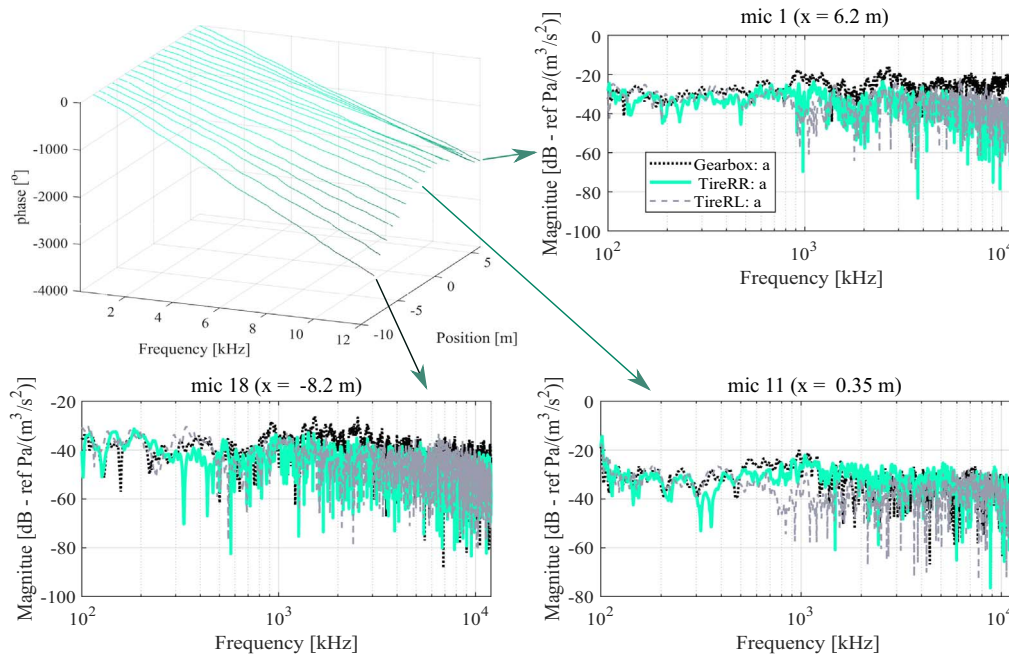 mic 1 (x = 6.2 m)
0
-20
-40
-60
-80
-100
Magnitue [dB - ref Pa/(m³/s²)]
Gearbox: a
TireRR: a
TireRL: a
10² 10³ 10⁴
Frequency [kHz]
0
-1000
-2000
-3000
-4000
phase [°]
2 4 6 8 10 12
Frequency [kHz]
-10 -5 0 5
Position [m]
mic 18 (x = -8.2 m)
-20
-40
-60
-80
-100
Magnitue [dB - ref Pa/(m³/s²)]
10² 10³ 10⁴
Frequency [kHz]
mic 11 (x = 0.35 m)
0
-20
-40
-60
-80
Magnitue [dB - ref Pa/(m³/s²)]
10² 10³ 10⁴
Frequency [kHz]